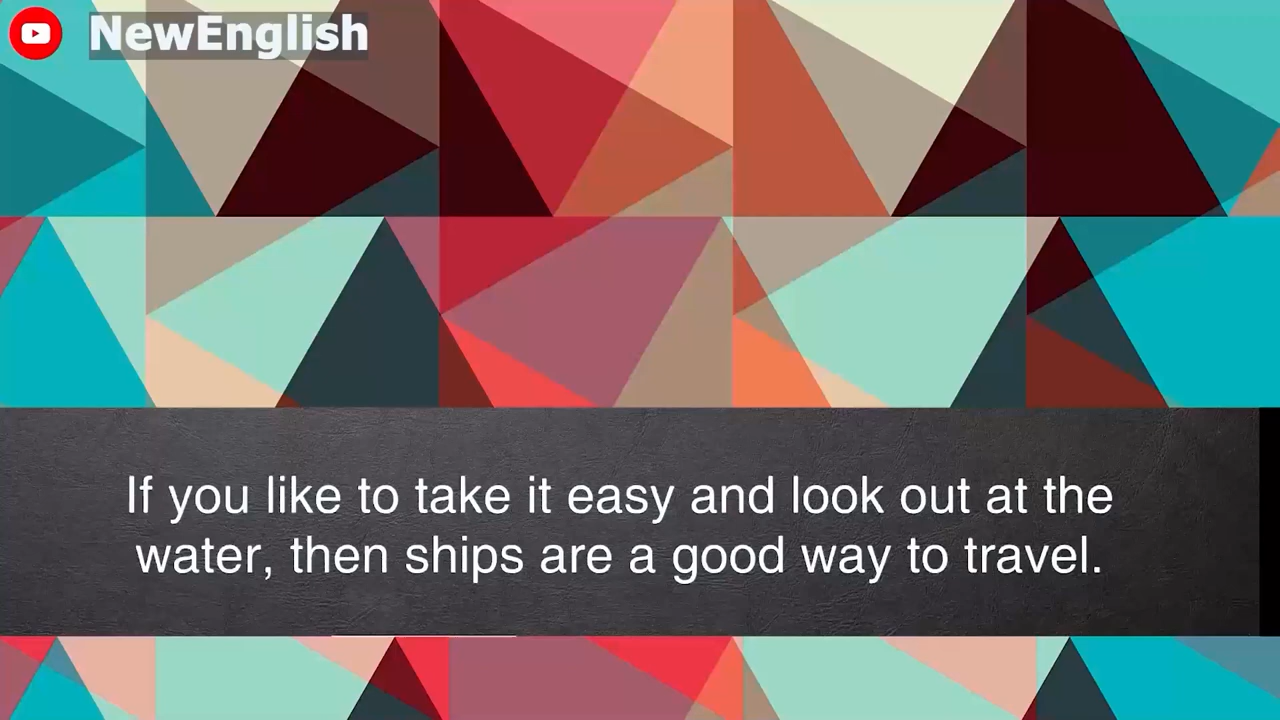 NewEnglish
If you like to take it easy and look out at the
water, then ships are a good way to travel.